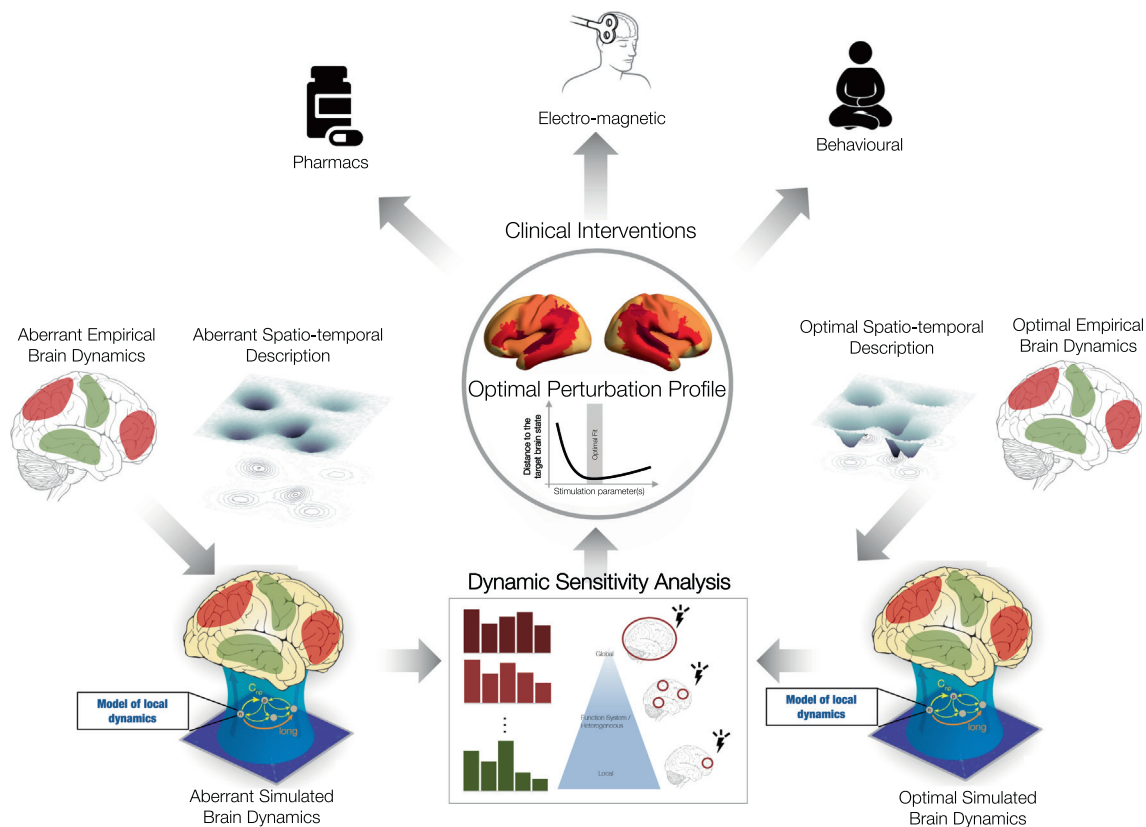 Electro-magnetic
Pharmacs
Behavioural
Clinical Interventions
Aberrant Empirical
Brain Dynamics
Aberrant Spatio-temporal
Description
Optimal Perturbation Profile
Distance to the
target brain state
Optimal Fit
Stimulation parameter(s)
Optimal Spatio-temporal
Description
Optimal Empirical
Brain Dynamics
Dynamic Sensitivity Analysis
Global
Function System /
Heterogeneous
Local
Model of local
dynamics
C np
long
Aberrant Simulated
Brain Dynamics
Model of local
dynamics
C np
long
Optimal Simulated
Brain Dynamics